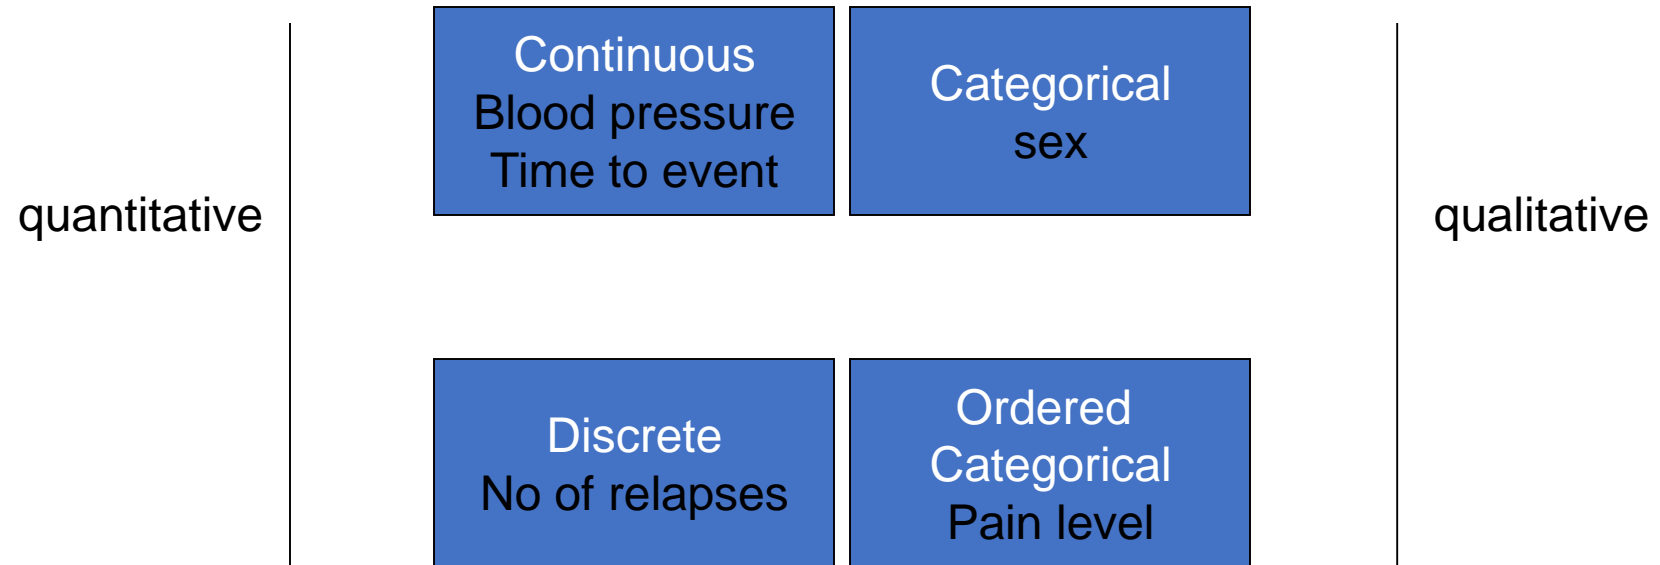 quantitative
Continuous
Blood pressure
Time to event
Categorical
sex
Discrete
No of relapses
Ordered
Categorical
Pain level
qualitative